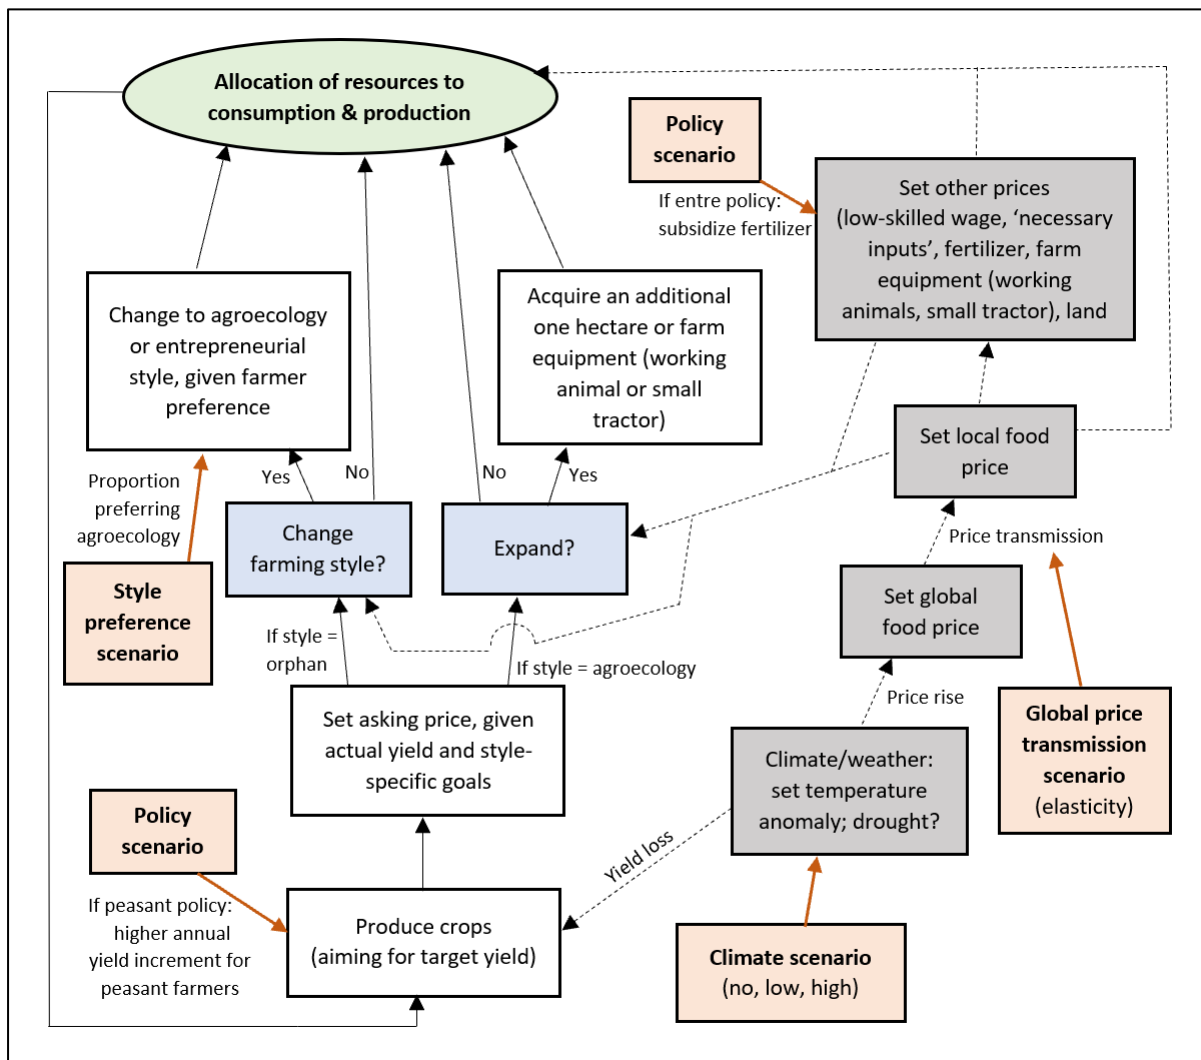 Allocation of resources to
consumption & production
Policy
scenario
If entre policy:
subsidize fertilizer
Set other prices
(low-skilled wage, ‘necessary
inputs’, fertilizer, farm
equipment (working
animals, small tractor), land
Change to agroecology
or entrepreneurial
style, given farmer
preference
Acquire an additional
one hectare or farm
equipment (working
animal or small
tractor)
Set local food
price
Proportion
preferring
agroecology
Yes
No
No
Yes
Change
farming style?
Expand?
Price transmission
Style
preference
scenario
Set global
food price
If style =
orphan
If style = agroecology
Price rise
Set asking price, given
actual yield and style-
specific goals
Global price
transmission
scenario
(elasticity)
Climate/weather:
set temperature
anomaly; drought?
Policy
scenario
Yield loss
If peasant policy:
higher annual
yield increment for
peasant farmers
Produce crops
(aiming for target yield)
Climate scenario
(no, low, high)